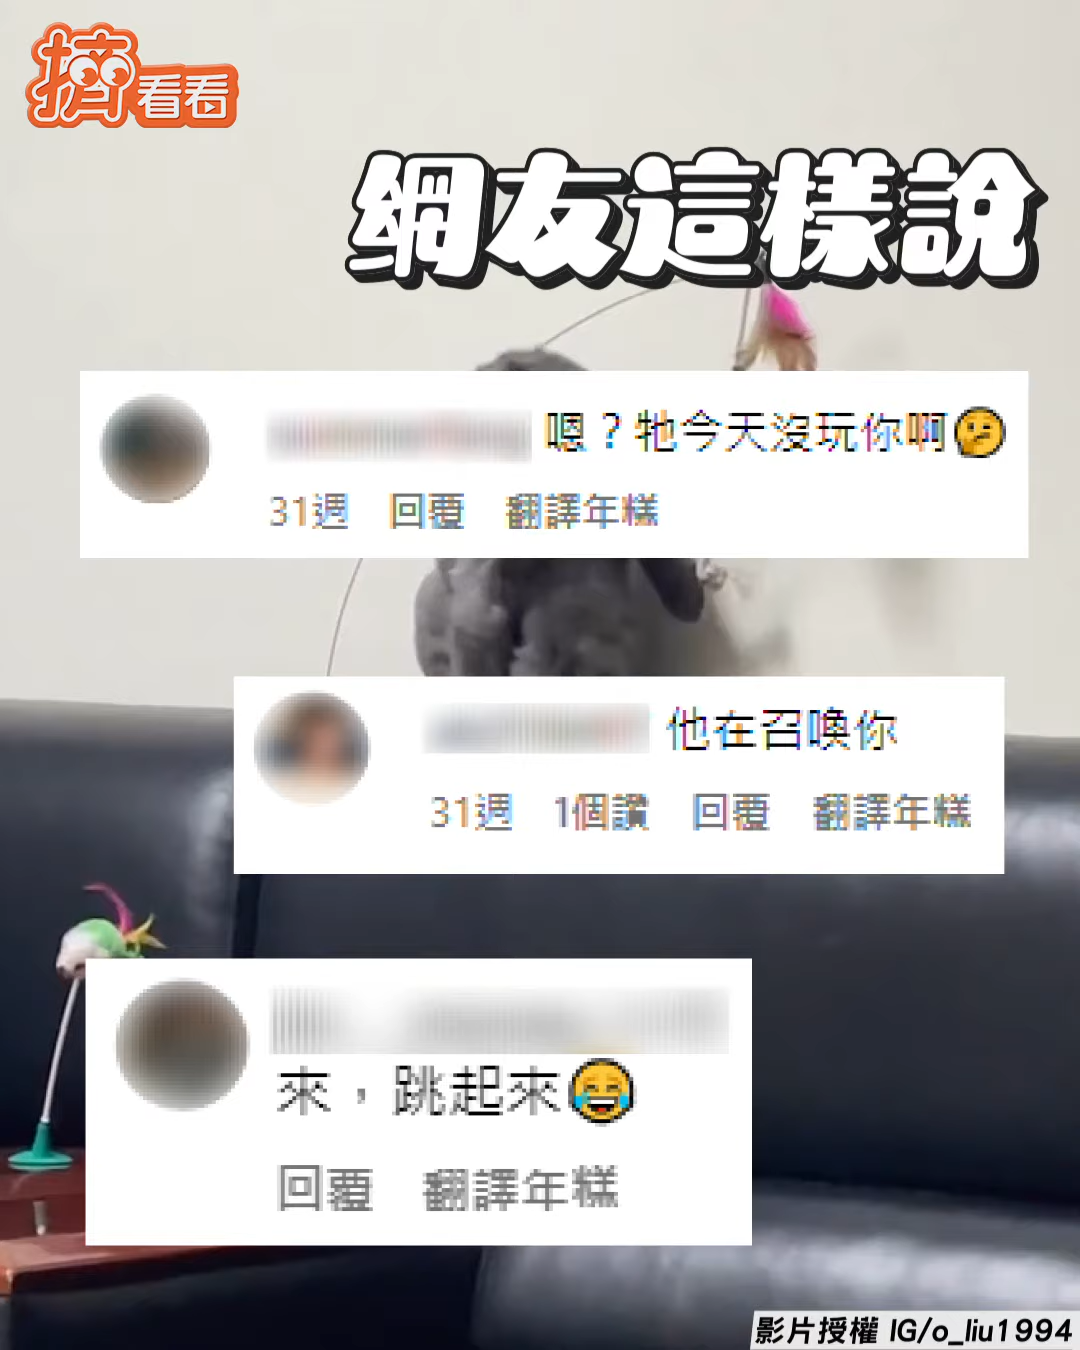 擠看看
網友這樣說
嗯？牠今天沒玩你啊🤔
31週 回覆 翻譯年糕
他在召喚你
31週 1個讚 回覆 翻譯年糕
來，跳起來😂
回覆 翻譯年糕
影片授權 IG/o_liu1994